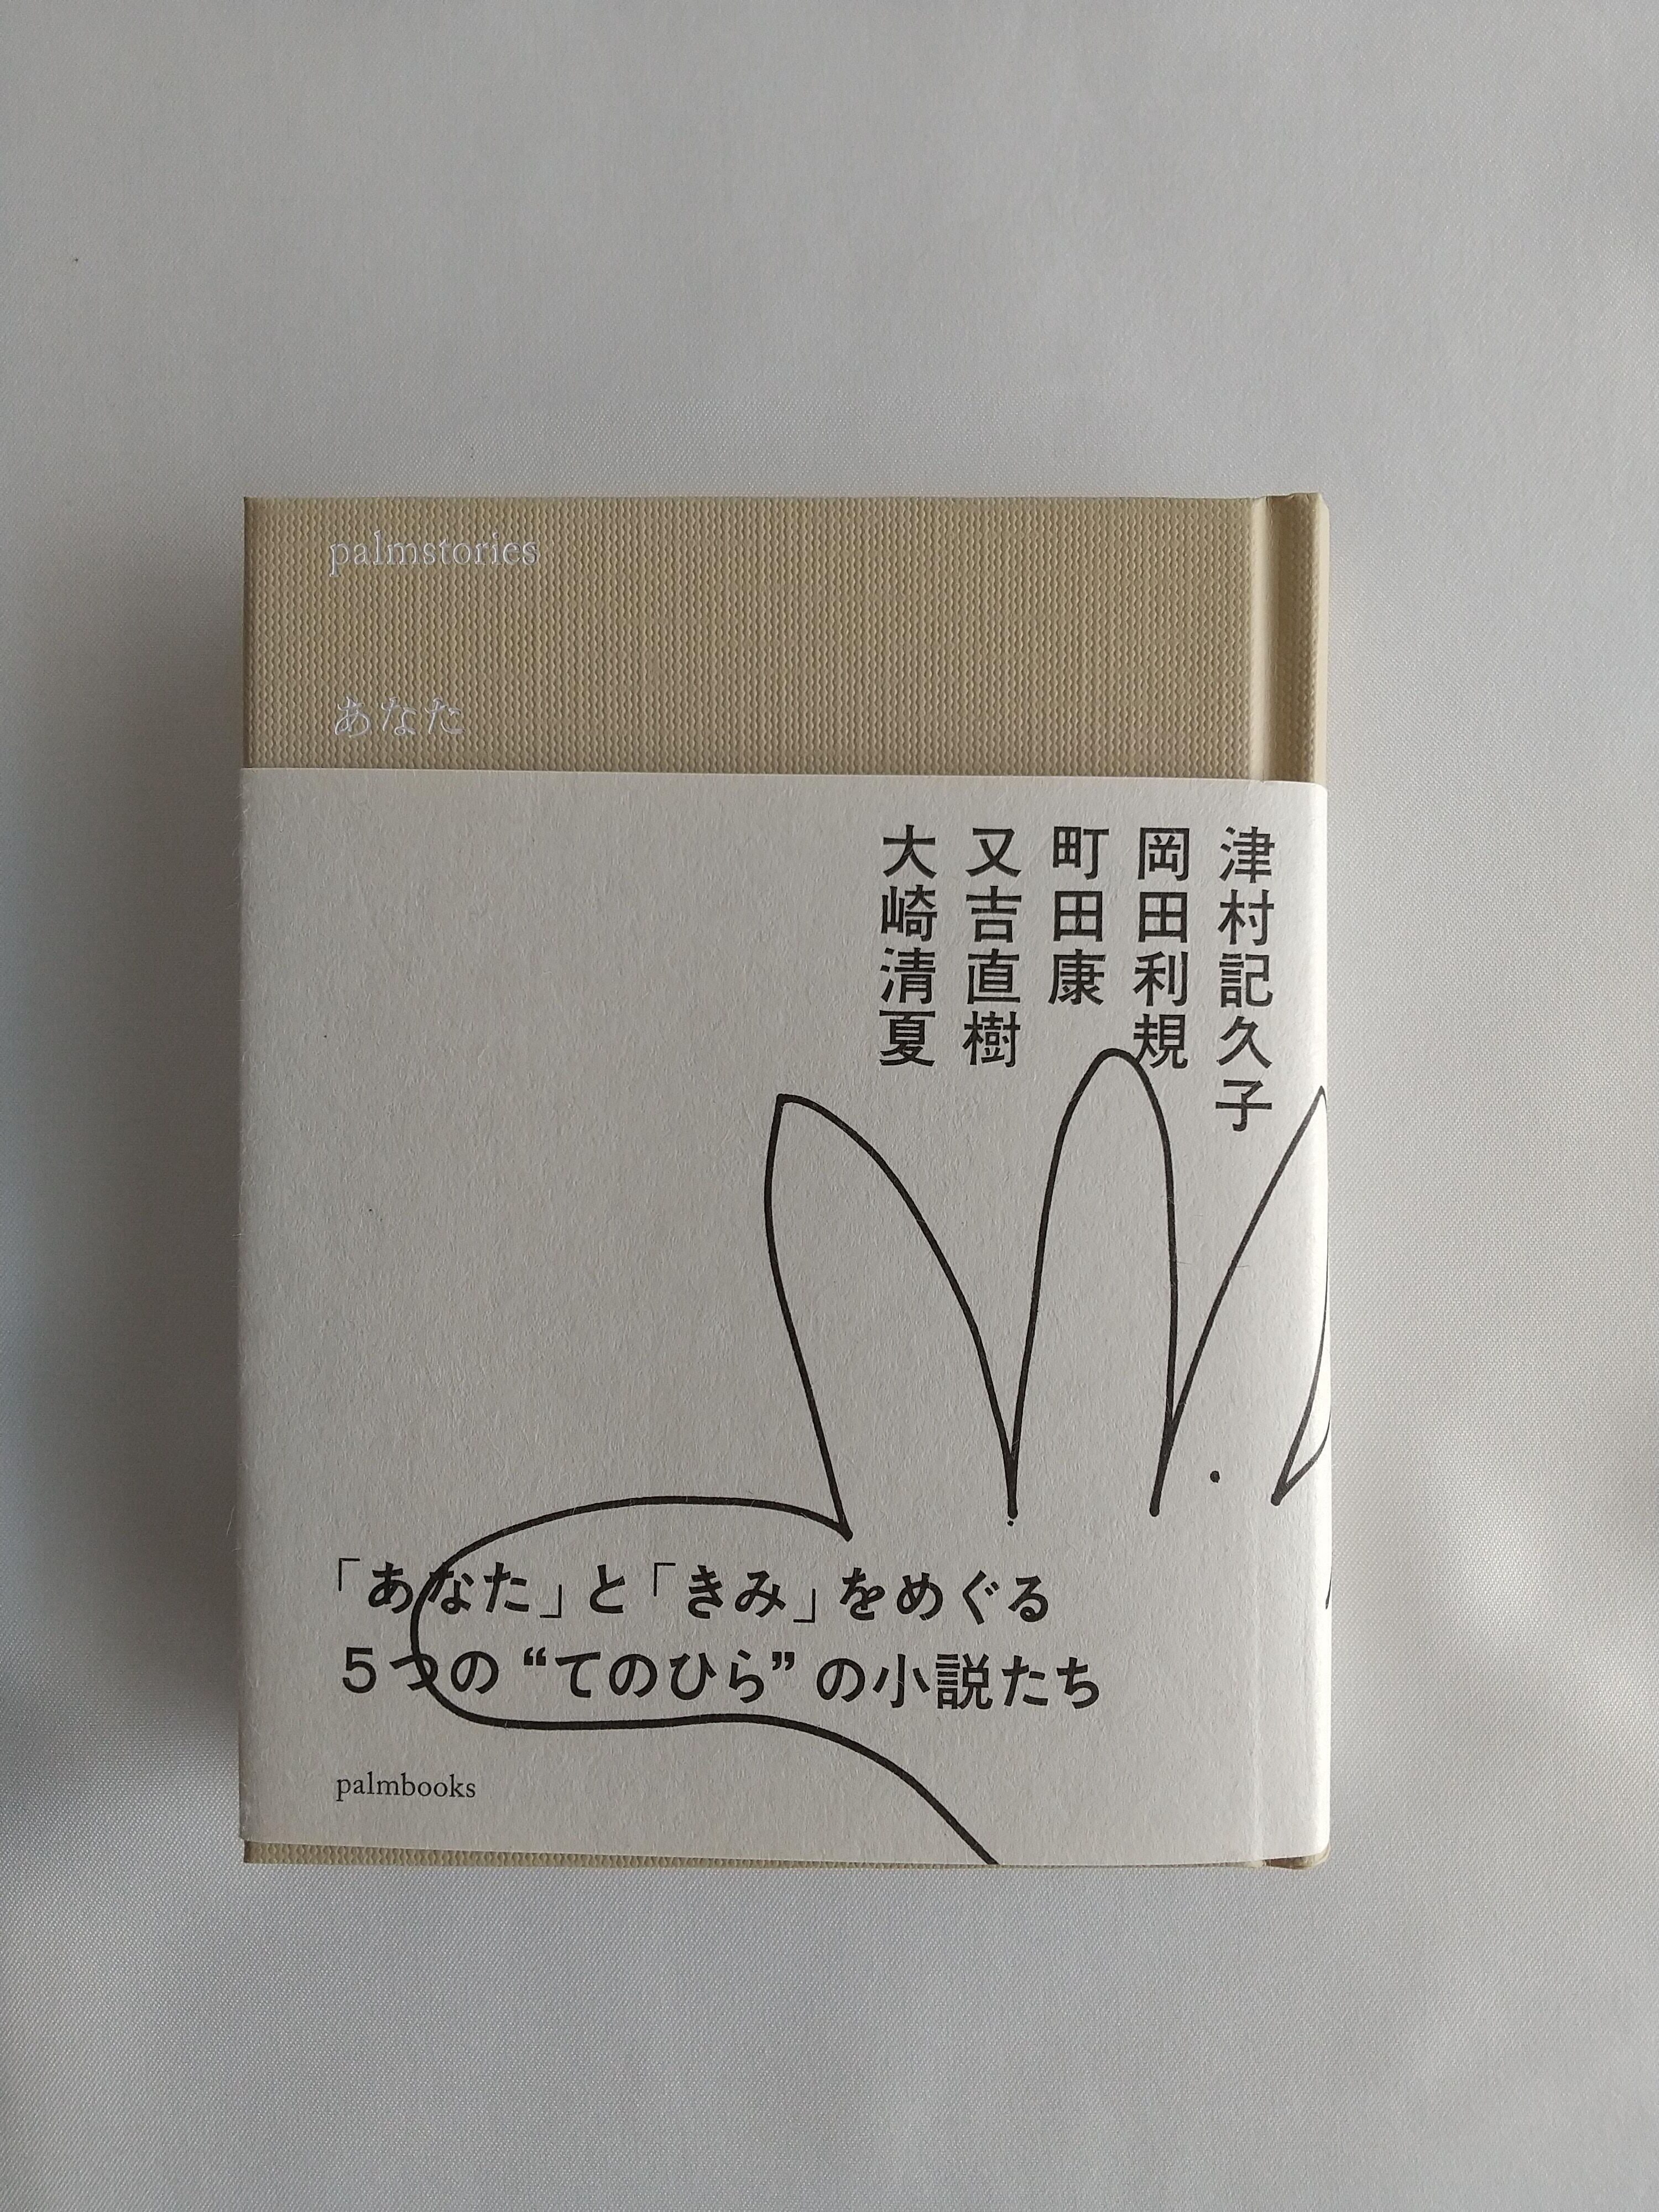 palmstories
あなた
津村記久子
岡田利規
町田康
又吉直樹
大崎清夏
「あなた」と「きみ」をめぐる
5つの“てのひら”の小説たち
palmbooks